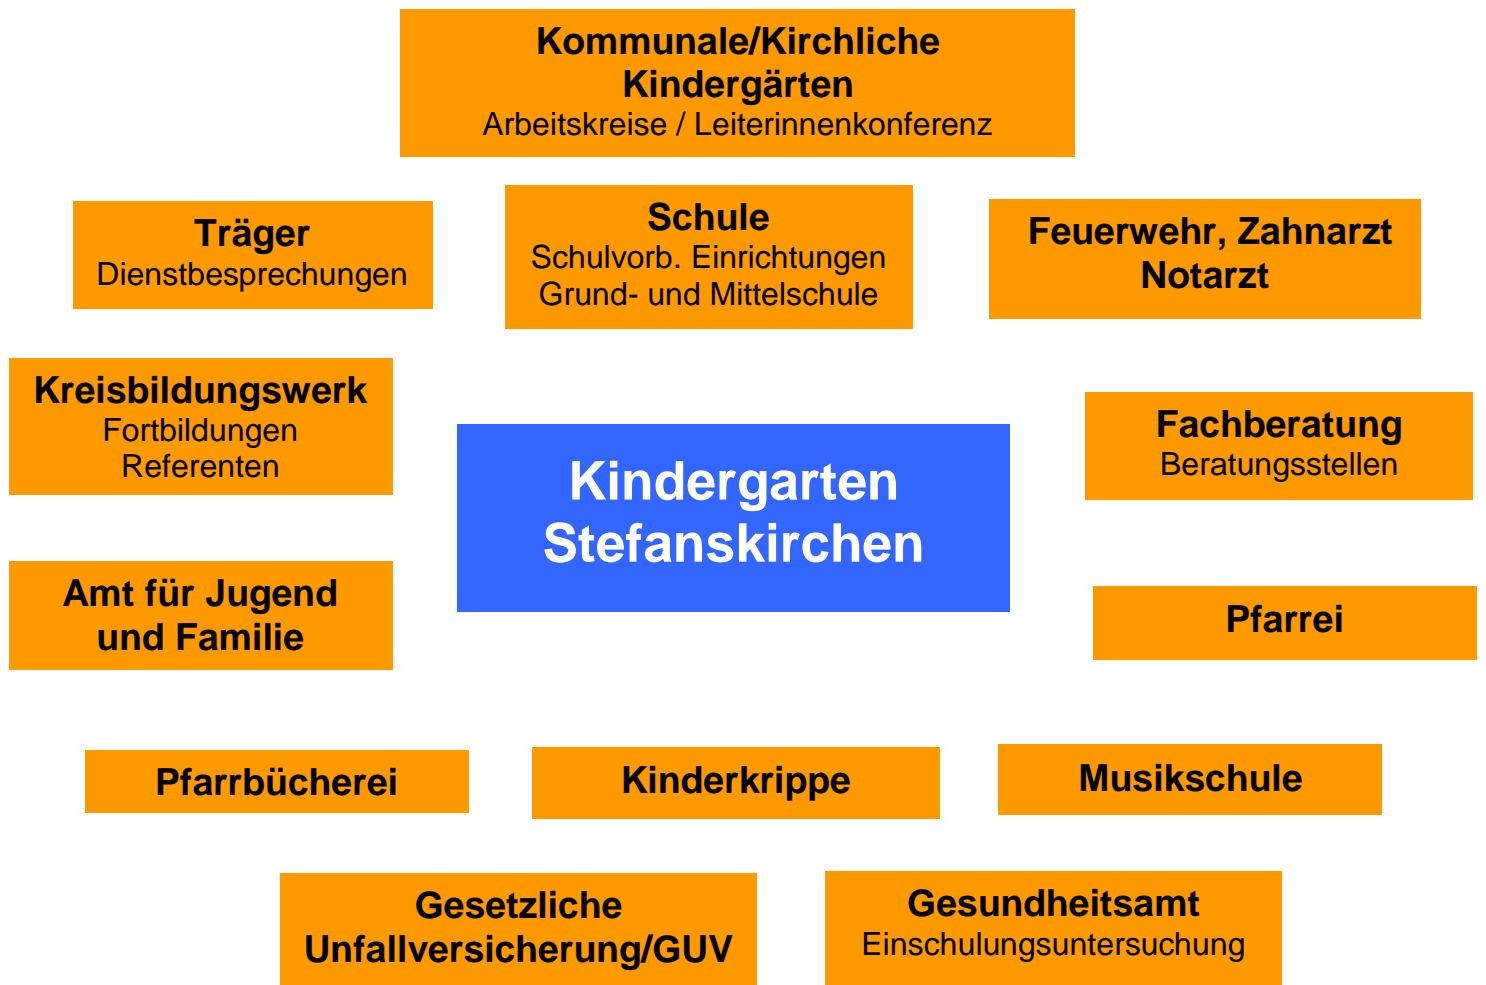 Kommunale/Kirchliche
Kindergärten
Arbeitskreise / Leiterinnenkonferenz
Träger
Dienstbesprechungen
Schule
Schulvorb. Einrichtungen
Grund- und Mittelschule
Feuerwehr, Zahnarzt
Notarzt
Kreisbildungswerk
Fortbildungen
Referenten
Kindergarten
Stefanskirchen
Fachberatung
Beratungsstellen
Amt für Jugend
und Familie
Pfarrei
Pfarrbücherei
Kinderkrippe
Musikschule
Gesetzliche
Unfallversicherung/GUV
Gesundheitsamt
Einschulungsuntersuchung